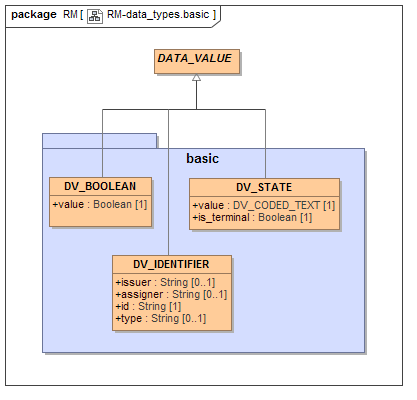 package RM [ RM-data_types.basic ]
DATA_VALUE
basic
DV_BOOLEAN
+value : Boolean [1]
DV_STATE
+value : DV_CODED_TEXT [1]
+is_terminal : Boolean [1]
DV_IDENTIFIER
+issuer : String [0..1]
+assigner : String [0..1]
+id : String [1]
+type : String [0..1]